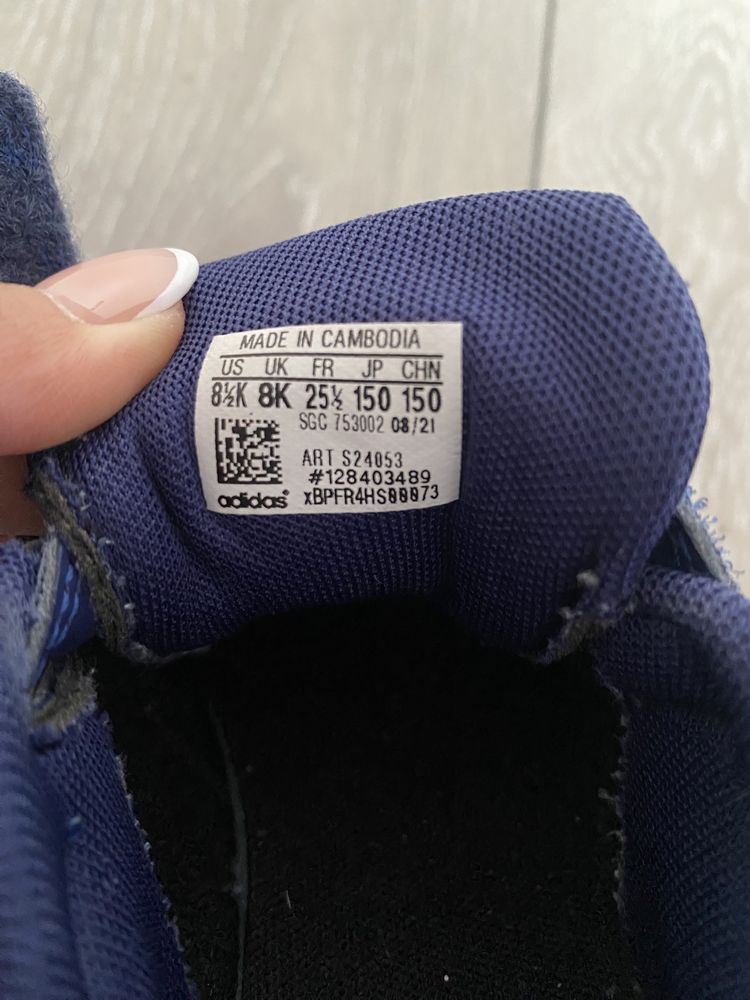 MADE IN CAMBODIA
US UK FR JP CHN
8½K 8K 25½ 150 150
SGC 753002 08/21
ART S24053
#128403489
adidas® xBPFR4HS00073